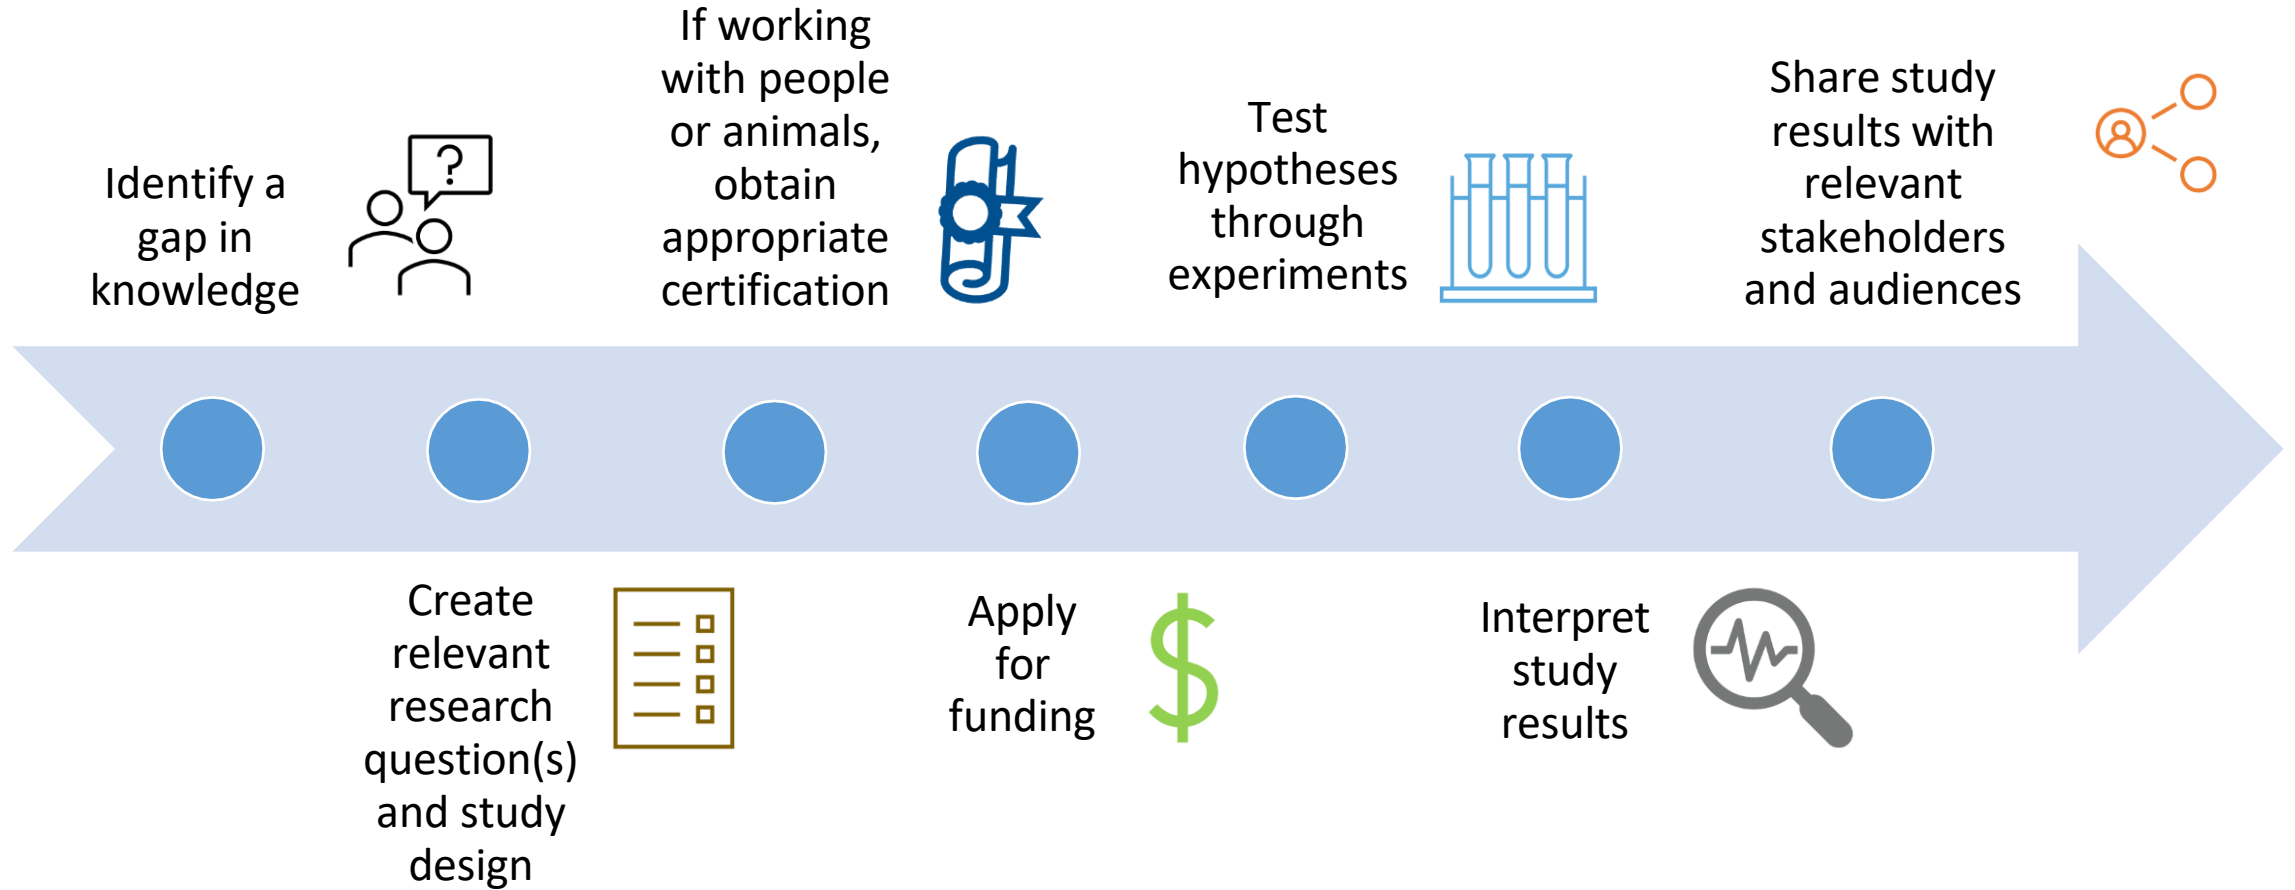 Identify a
gap in
knowledge
?
Create
relevant
research
question(s)
and study
design
If working
with people
or animals,
obtain
appropriate
certification
Apply
for
funding
$
Test
hypotheses
through
experiments
Interpret
study
results
Share study
results with
relevant
stakeholders
and audiences